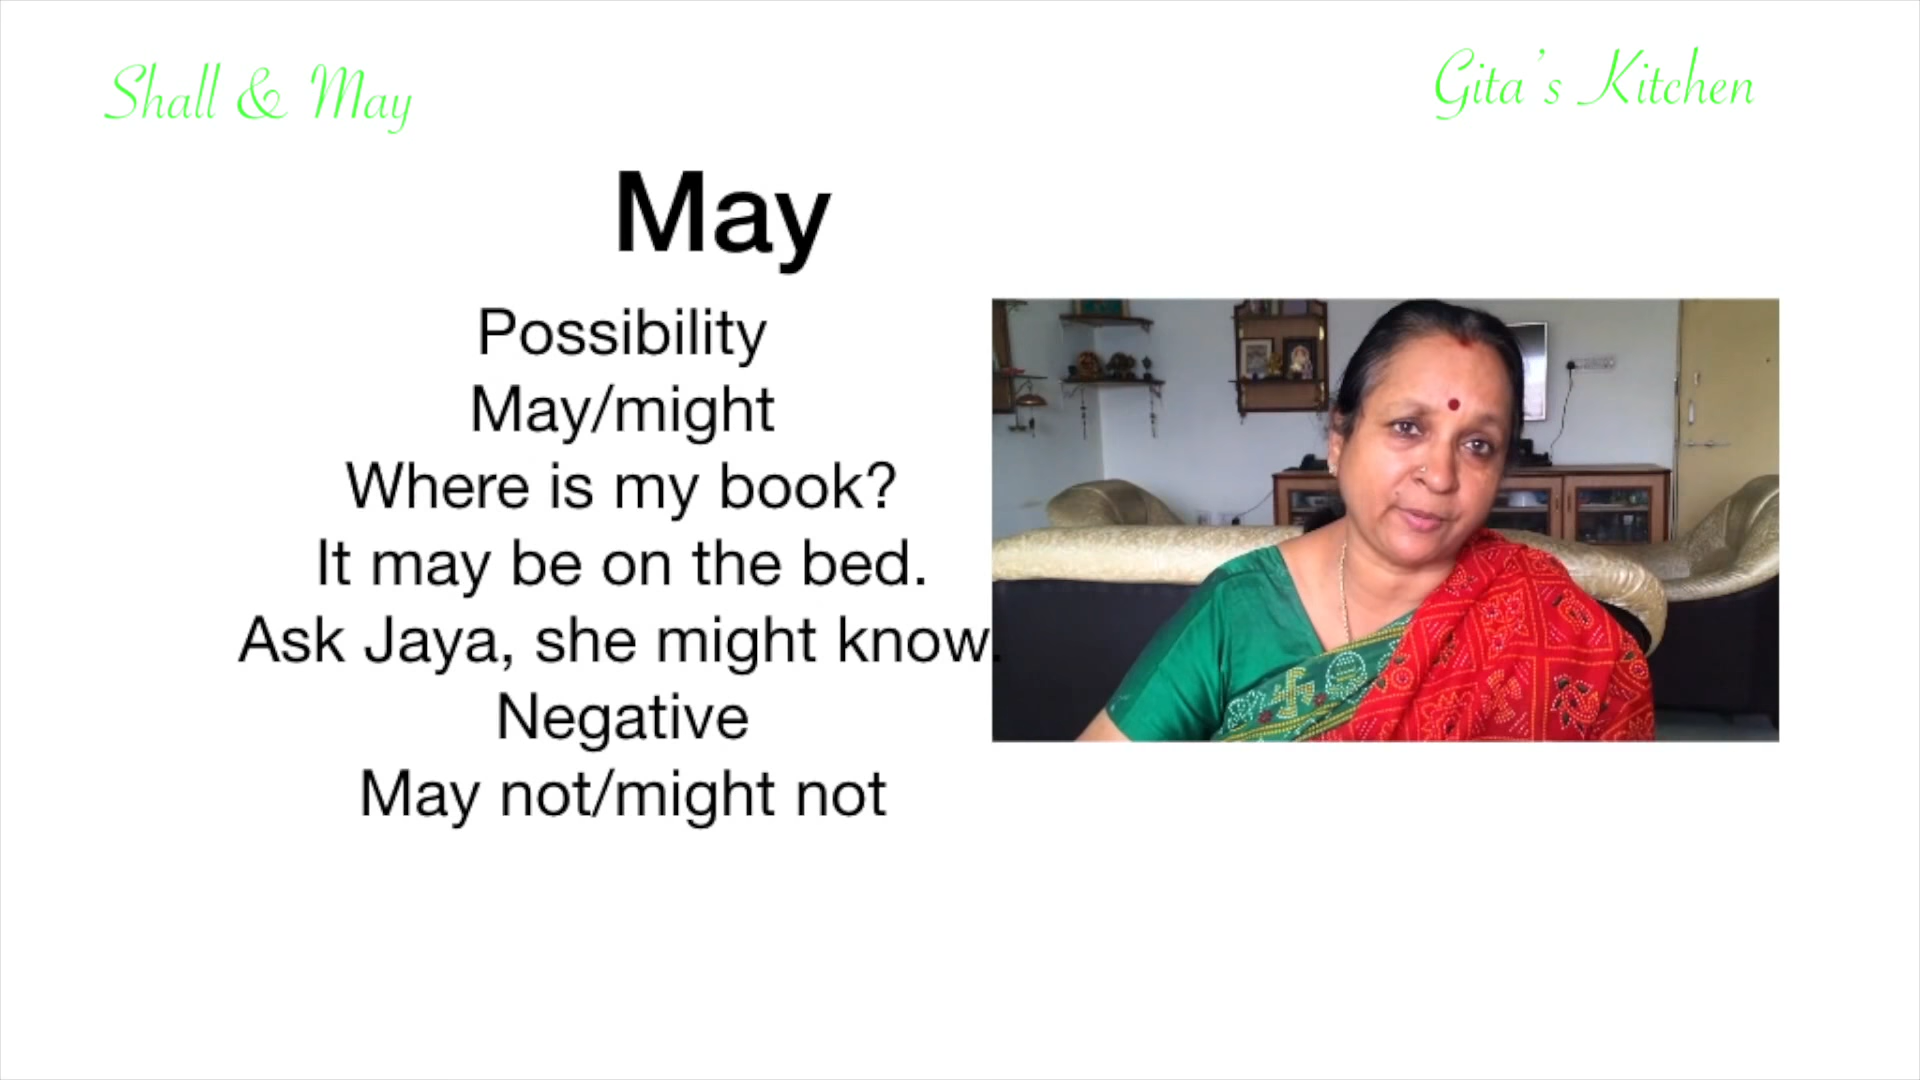 Shall & May
Gita's Kitchen
May
Possibility
May/might
Where is my book?
It may be on the bed.
Ask Jaya, she might know.
Negative
May not/might not